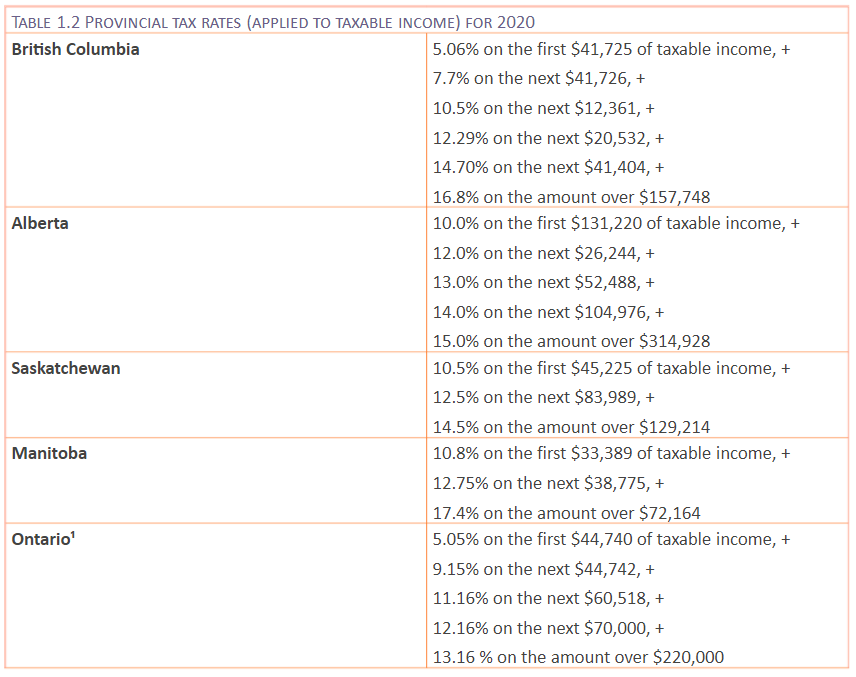 TABLE 1.2 PROVINCIAL TAX RATES (APPLIED TO TAXABLE INCOME) FOR 2020
British Columbia
5.06% on the first $41,725 of taxable income, +
7.7% on the next $41,726, +
10.5% on the next $12,361, +
12.29% on the next $20,532, +
14.70% on the next $41,404, +
16.8% on the amount over $157,748
Alberta
10.0% on the first $131,220 of taxable income, +
12.0% on the next $26,244, +
13.0% on the next $52,488, +
14.0% on the next $104,976, +
15.0% on the amount over $314,928
Saskatchewan
10.5% on the first $45,225 of taxable income, +
12.5% on the next $83,989, +
14.5% on the amount over $129,214
Manitoba
10.8% on the first $33,389 of taxable income, +
12.75% on the next $38,775, +
17.4% on the amount over $72,164
Ontario¹
5.05% on the first $44,740 of taxable income, +
9.15% on the next $44,742, +
11.16% on the next $60,518, +
12.16% on the next $70,000, +
13.16 % on the amount over $220,000